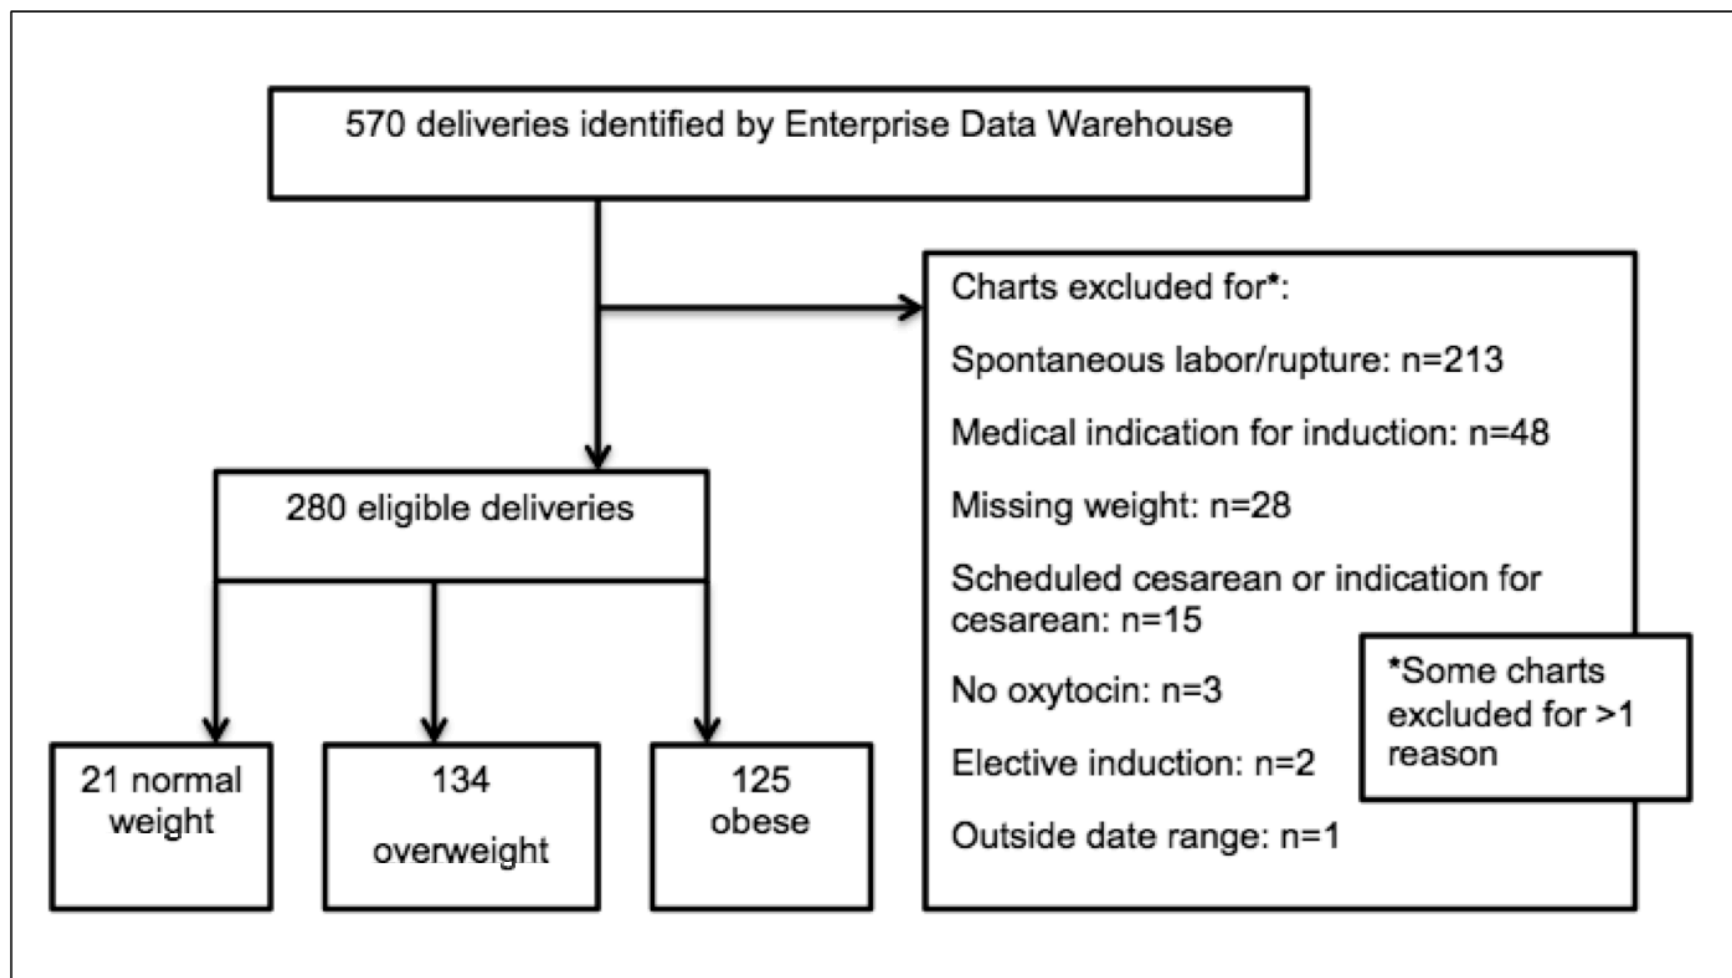 570 deliveries identified by Enterprise Data Warehouse
Charts excluded for*:
Spontaneous labor/rupture: n=213
Medical indication for induction: n=48
Missing weight: n=28
Scheduled cesarean or indication for
cesarean: n=15
No oxytocin: n=3
Elective induction: n=2
Outside date range: n=1
*Some charts
excluded for >1
reason
280 eligible deliveries
21 normal
weight
134
overweight
125
obese